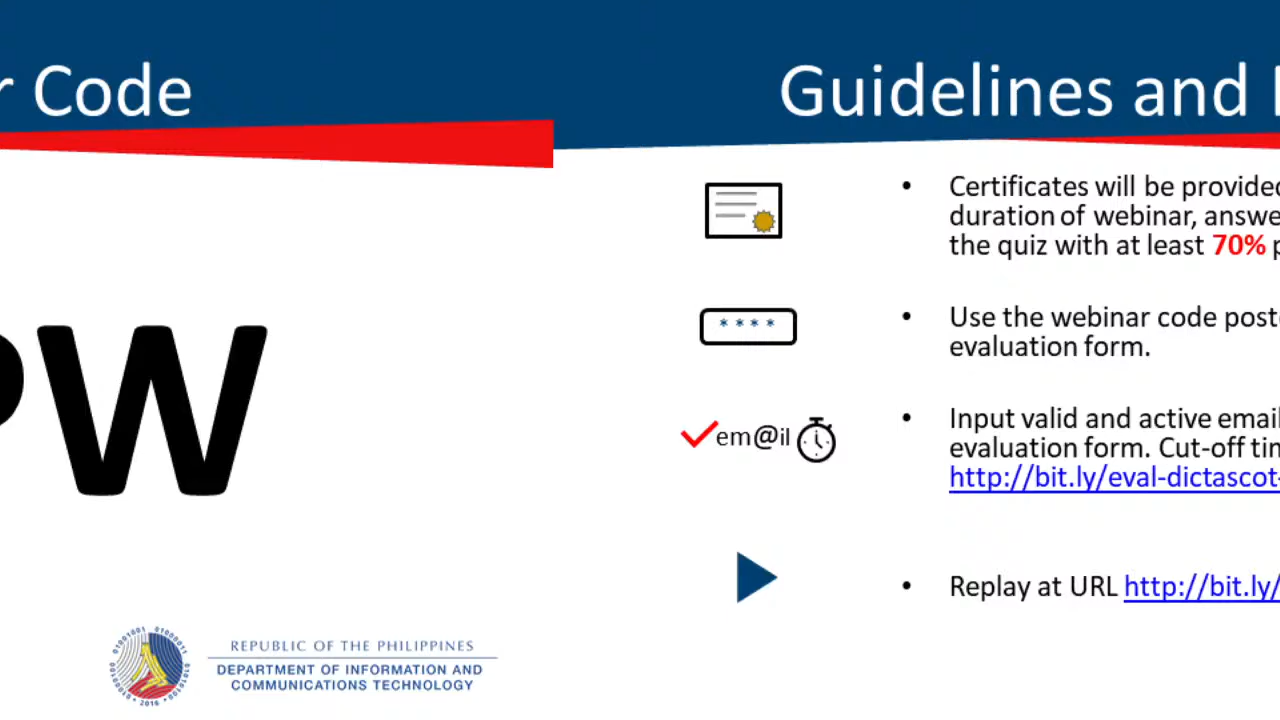 r Code
PW
REPUBLIC OF THE PHILIPPINES
DEPARTMENT OF INFORMATION AND
COMMUNICATIONS TECHNOLOGY
Guidelines and
• Certificates will be provided
duration of webinar, answe
the quiz with at least 70% p
* * * *
• Use the webinar code poste
evaluation form.
em@il
• Input valid and active email
evaluation form. Cut-off tim
http://bit.ly/eval-dictascot-
• Replay at URL http://bit.ly/